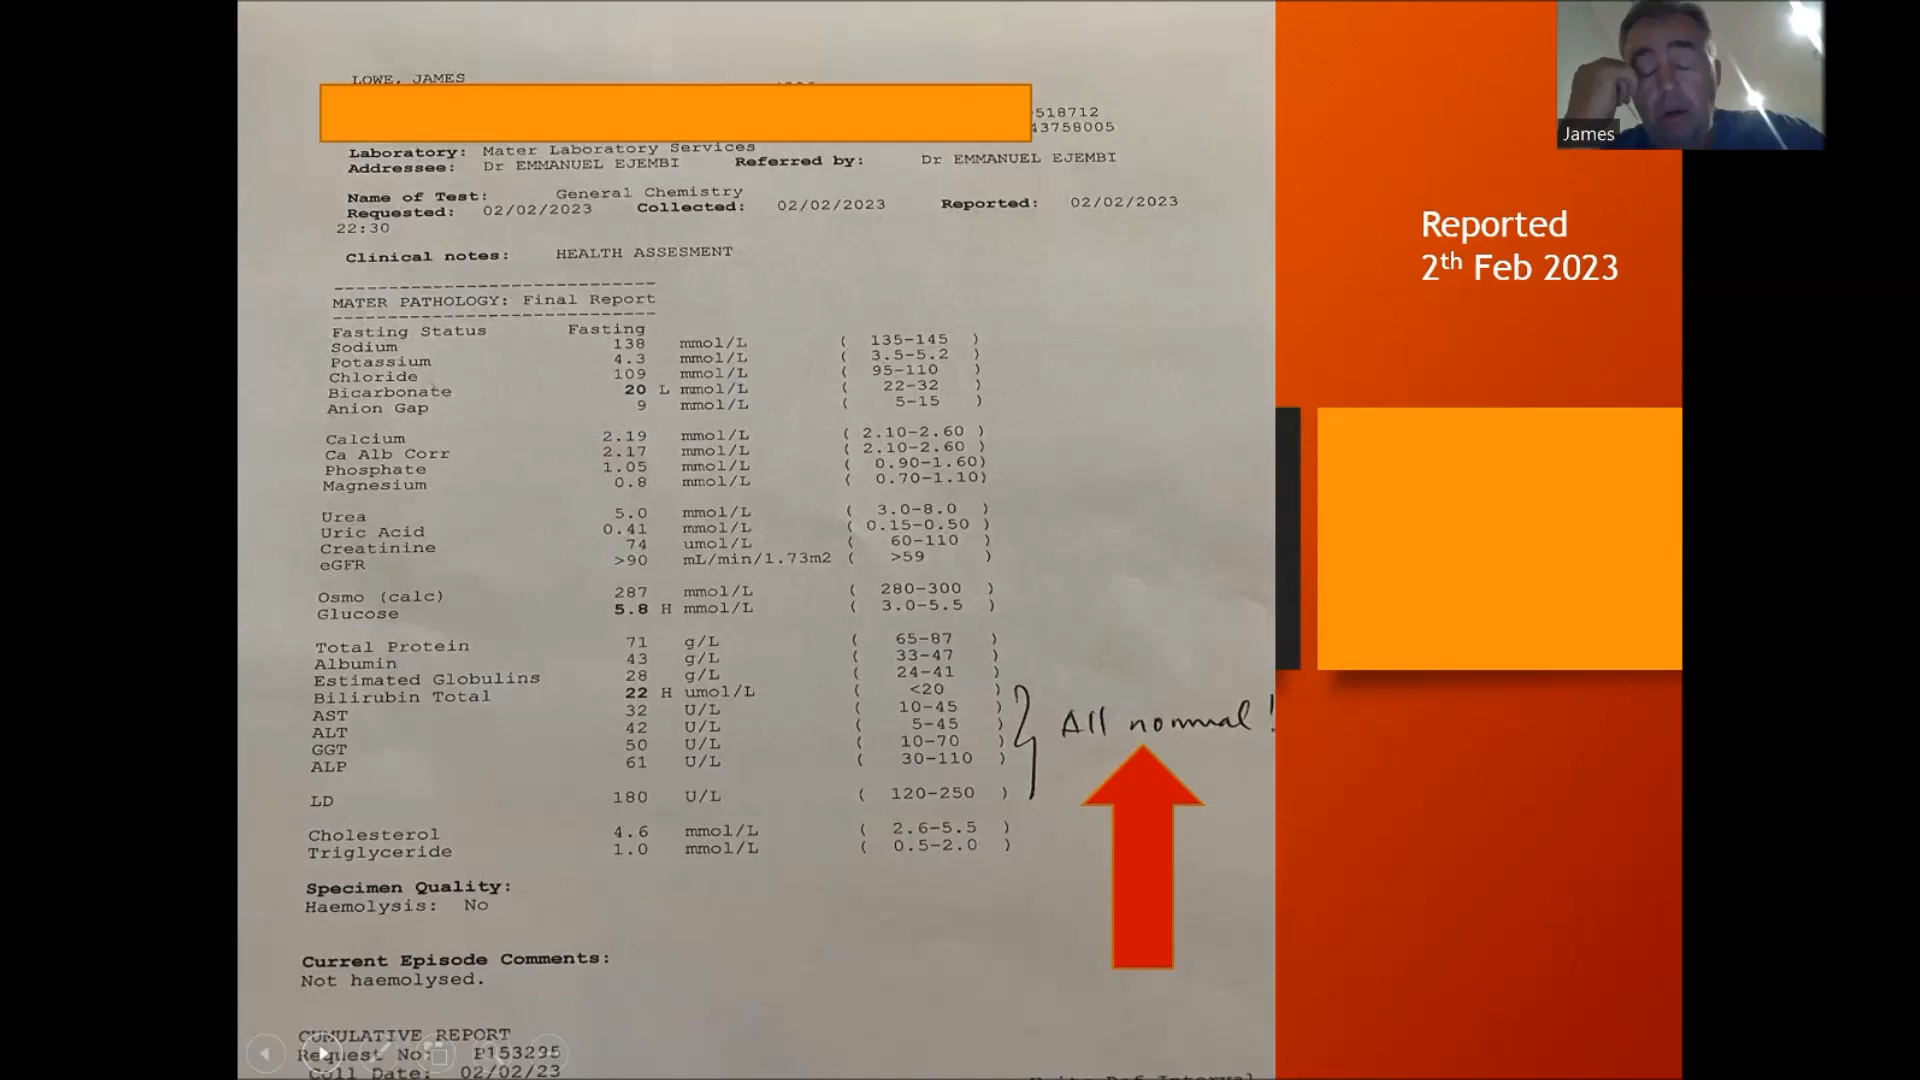 LOWE, JAMES
518712
43758005
Laboratory: Mater Laboratory Services
Addressee: Dr EMMANUEL EJEMBI Referred by: Dr EMMANUEL EJEMBI
Name of Test: General Chemistry
Requested: 02/02/2023 Collected: 02/02/2023 Reported: 02/02/2023
22:30
Clinical notes: HEALTH ASSESMENT
MATER PATHOLOGY: Final Report
Fasting Status Fasting
Sodium 138 mmol/L ( 135-145 )
Potassium 4.3 mmol/L ( 3.5-5.2 )
Chloride 109 mmol/L ( 95-110 )
Bicarbonate 20 L mmol/L ( 22-32 )
Anion Gap 9 mmol/L ( 5-15 )
Calcium 2.19 mmol/L ( 2.10-2.60 )
Ca Alb Corr 2.17 mmol/L ( 2.10-2.60 )
Phosphate 1.05 mmol/L ( 0.90-1.60)
Magnesium 0.8 mmol/L ( 0.70-1.10)
Urea 5.0 mmol/L ( 3.0-8.0 )
Uric Acid 0.41 mmol/L ( 0.15-0.50 )
Creatinine 74 umol/L ( 60-110 )
eGFR >90 mL/min/1.73m2 ( >59 )
Osmo (calc) 287 mmol/L ( 280-300 )
Glucose 5.8 H mmol/L ( 3.0-5.5 )
Total Protein 71 g/L ( 65-87 )
Albumin 43 g/L ( 33-47 )
Estimated Globulins 28 g/L ( 24-41 )
Bilirubin Total 22 H umol/L ( <20 )
AST 32 U/L ( 10-45 )
ALT 42 U/L ( 5-45 )
GGT 50 U/L ( 10-70 )
ALP 61 U/L ( 30-110 )
All normal!
LD 180 U/L ( 120-250 )
Cholesterol 4.6 mmol/L ( 2.6-5.5 )
Triglyceride 1.0 mmol/L ( 0.5-2.0 )
Specimen Quality:
Haemolysis: No
Current Episode Comments:
Not haemolysed.
CUMULATIVE REPORT
Request No: P153295
Coll Date: 02/02/23
Reported
2th Feb 2023
James